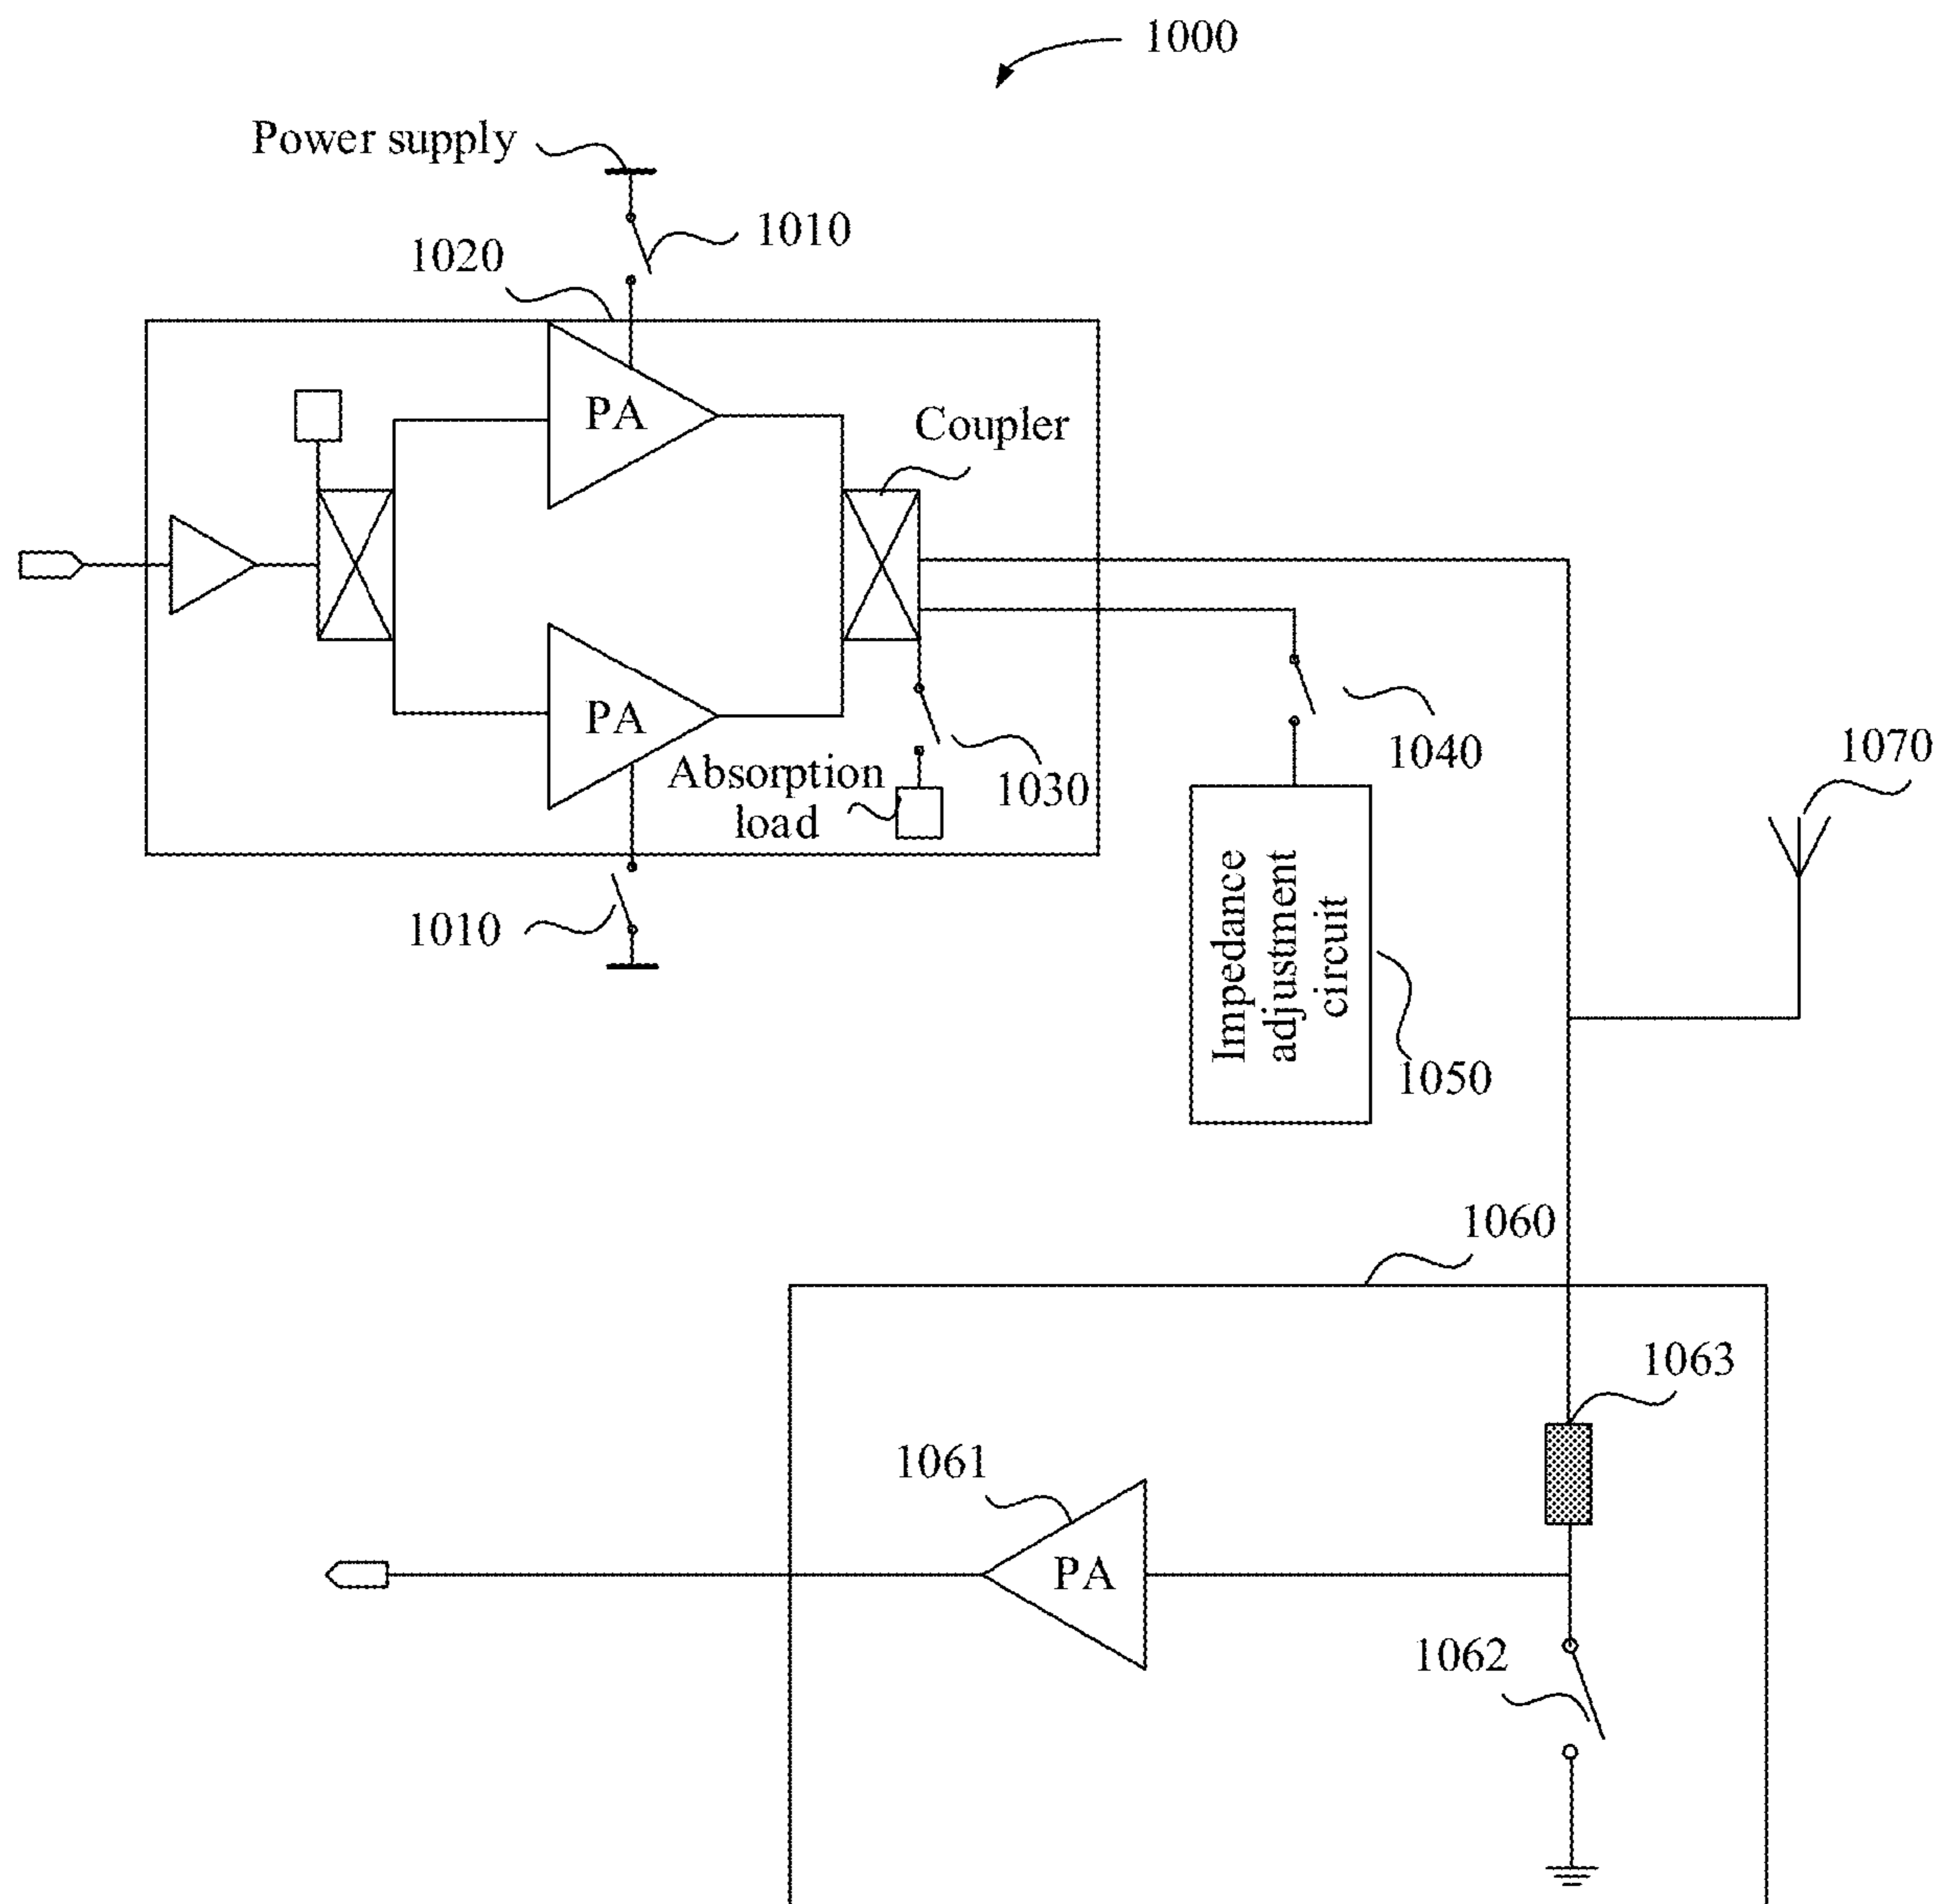 1000
Power supply
1010
1020
PA
Coupler
PA
Absorption
load
1030
1040
1070
1010
Impedance
adjustment
circuit
1050
1060
1063
1061
PA
1062